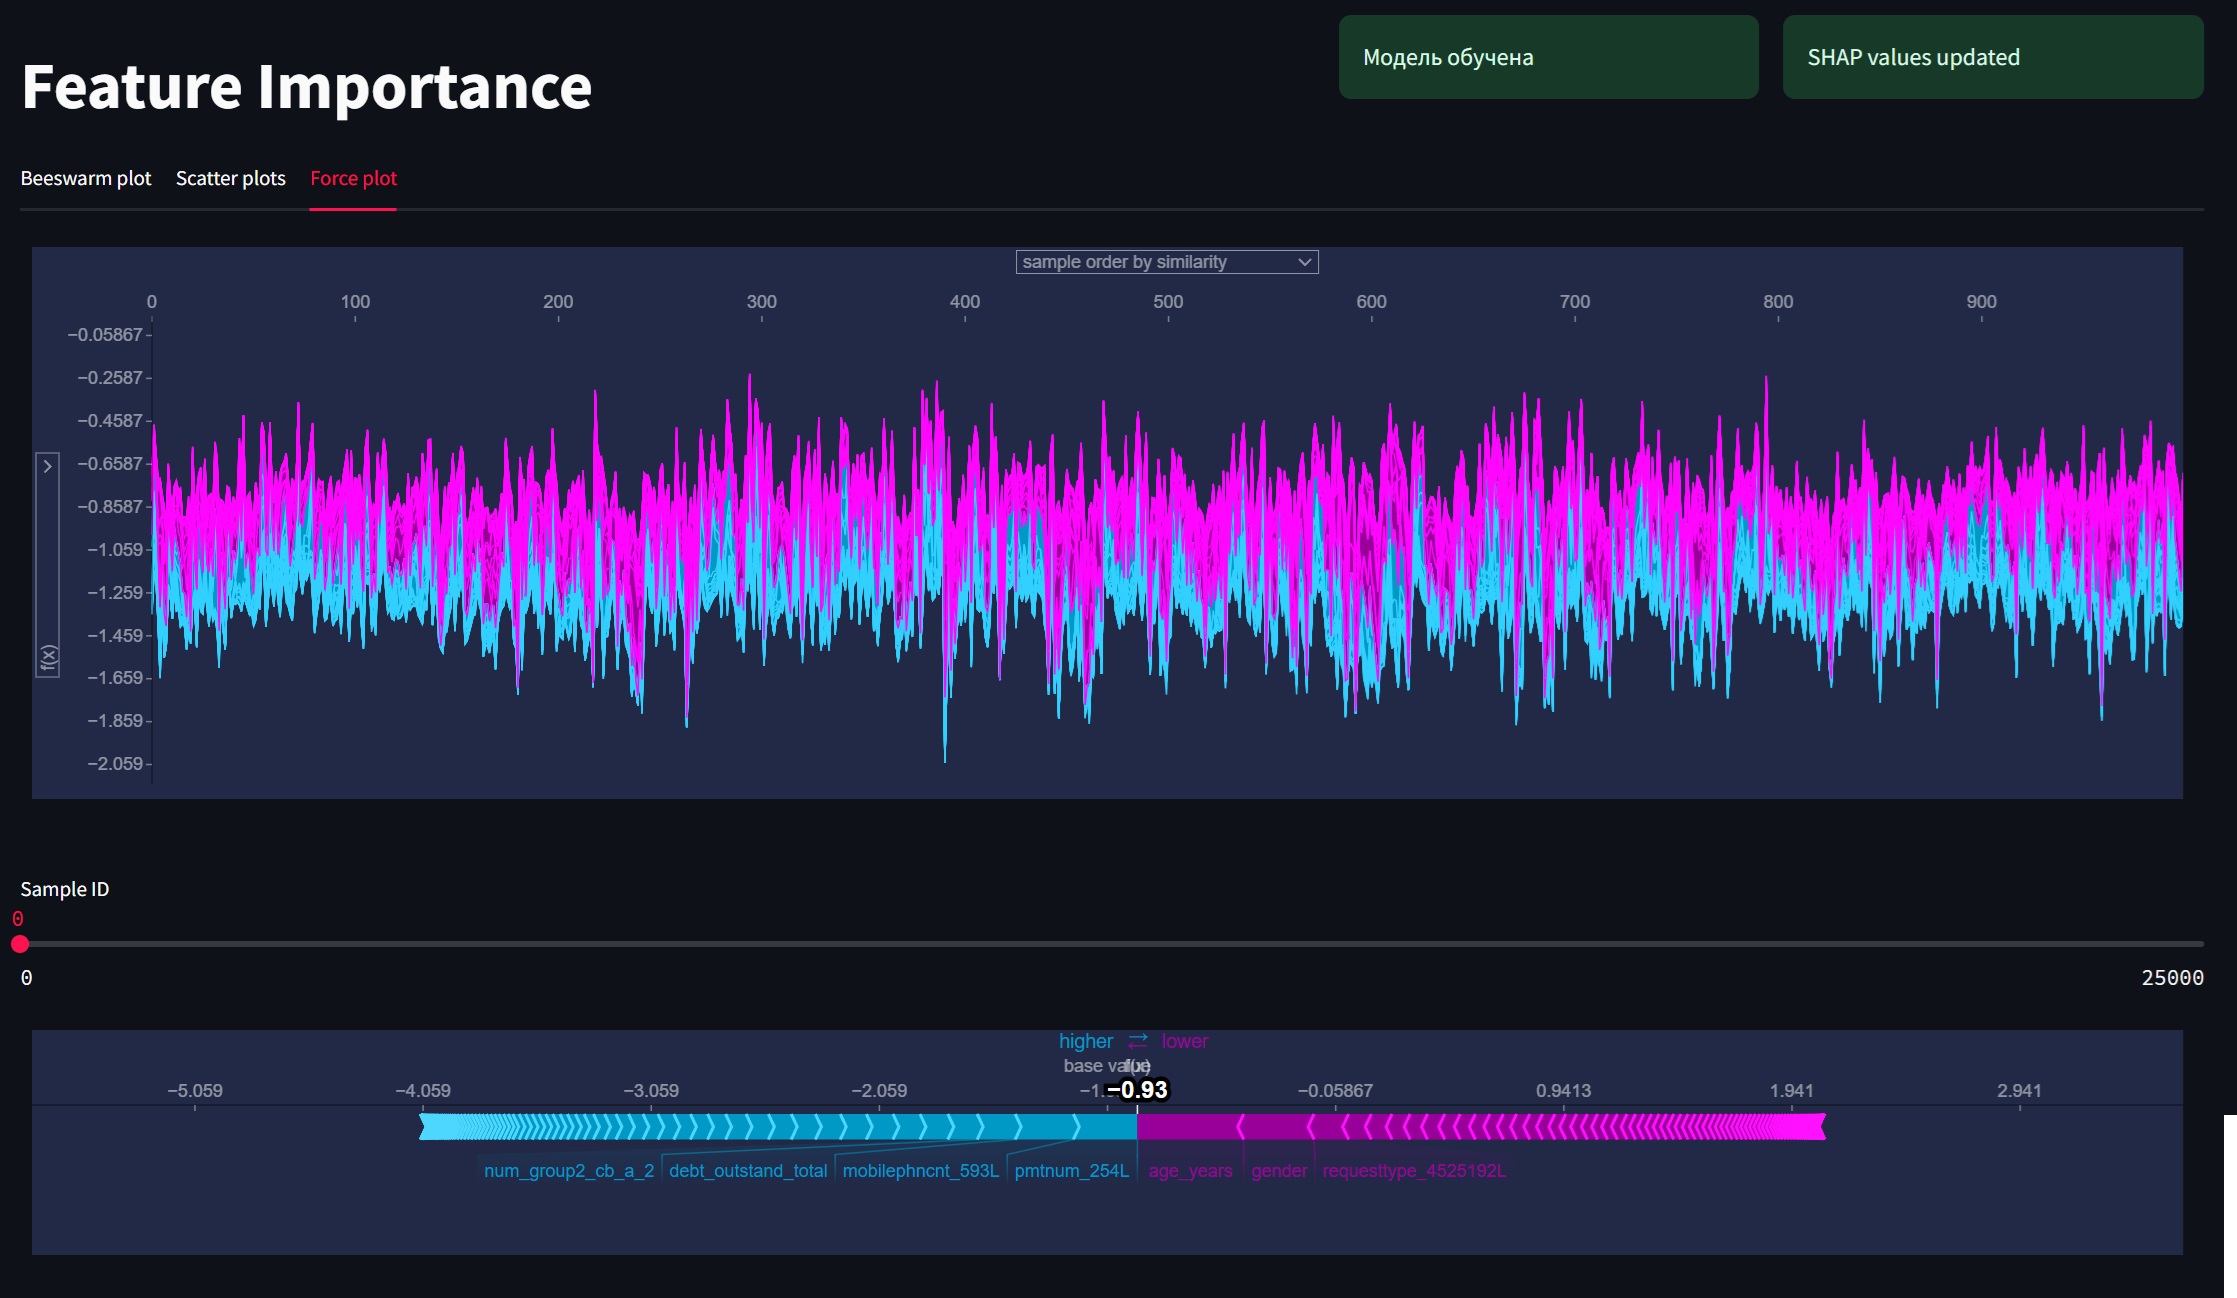 Модель обучена
SHAP values updated
Feature Importance
Beeswarm plot Scatter plots Force plot
sample order by similarity
0 100 200 300 400 500 600 700 800 900
−0.05867
−0.2587
−0.4587
−0.6587
−0.8587
−1.059
−1.259
−1.459
−1.659
−1.859
−2.059
f(x)
Sample ID
0
0 25000
higher lower
base value f(x)
−5.059 −4.059 −3.059 −2.059 −0.93 −0.05867 0.9413 1.941 2.941
num_group2_cb_a_2 debt_outstand_total mobilephncnt_593L pmtnum_254L age_years gender requesttype_4525192L